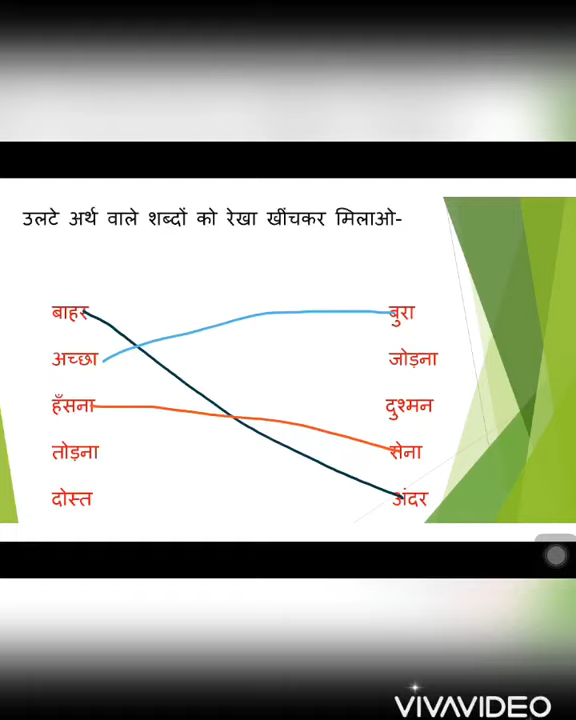 उलटे अर्थ वाले शब्दों को रेखा खींचकर मिलाओ-
बाहर बुरा
अच्छा जोड़ना
हँसना दुश्मन
तोड़ना सेना
दोस्त अंदर
VIVAVIDEO